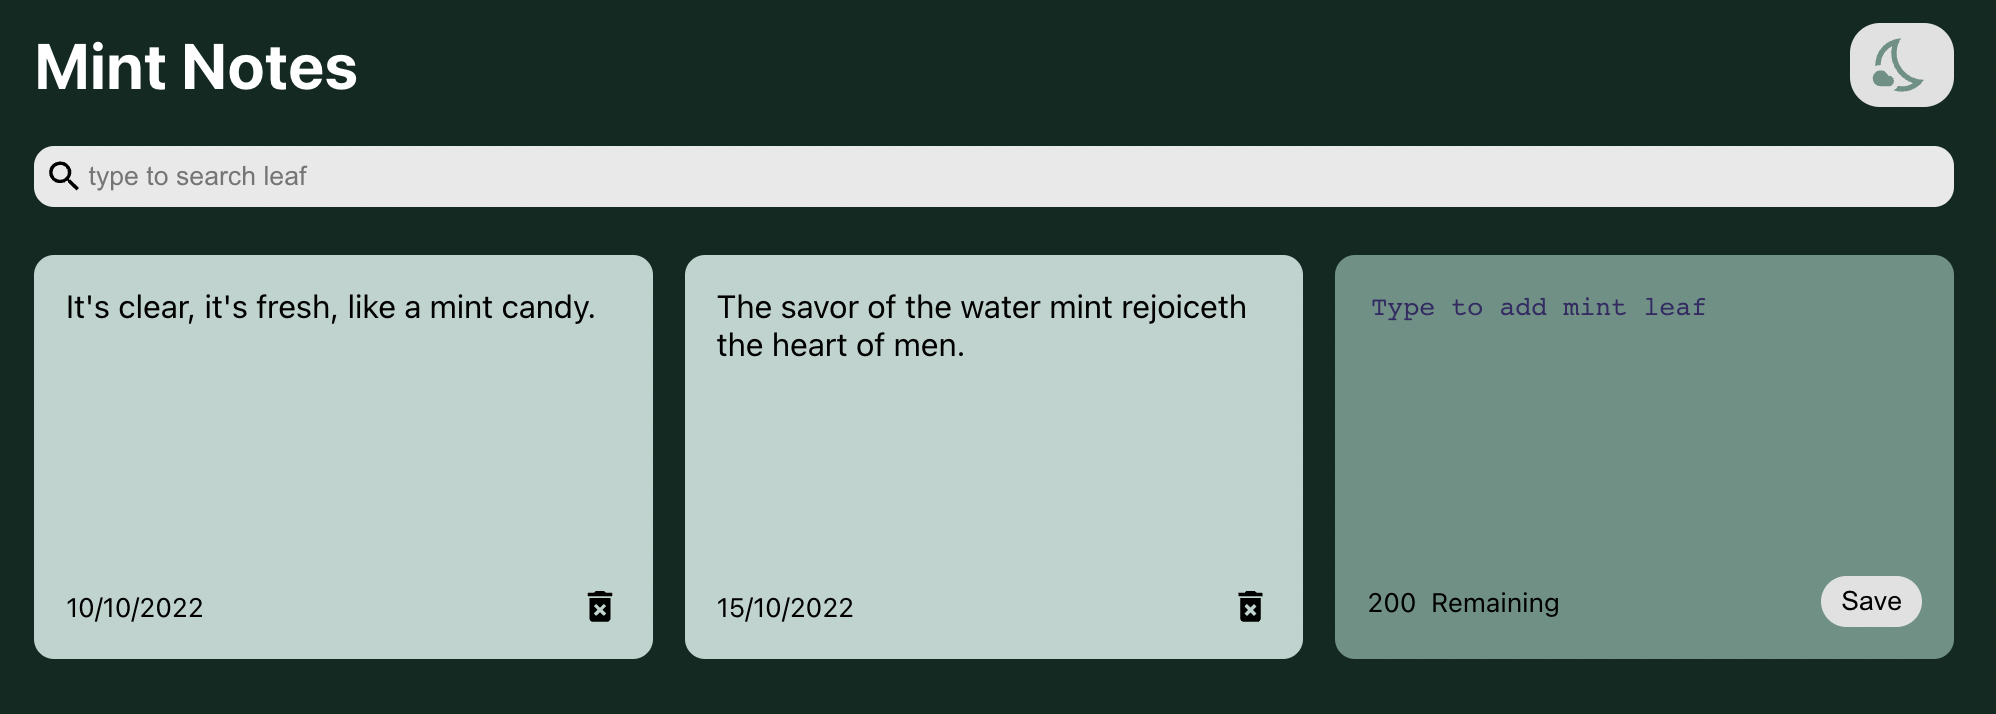 Mint Notes
type to search leaf
It's clear, it's fresh, like a mint candy.
10/10/2022
The savor of the water mint rejoiceth
the heart of men.
15/10/2022
Type to add mint leaf
200 Remaining
Save